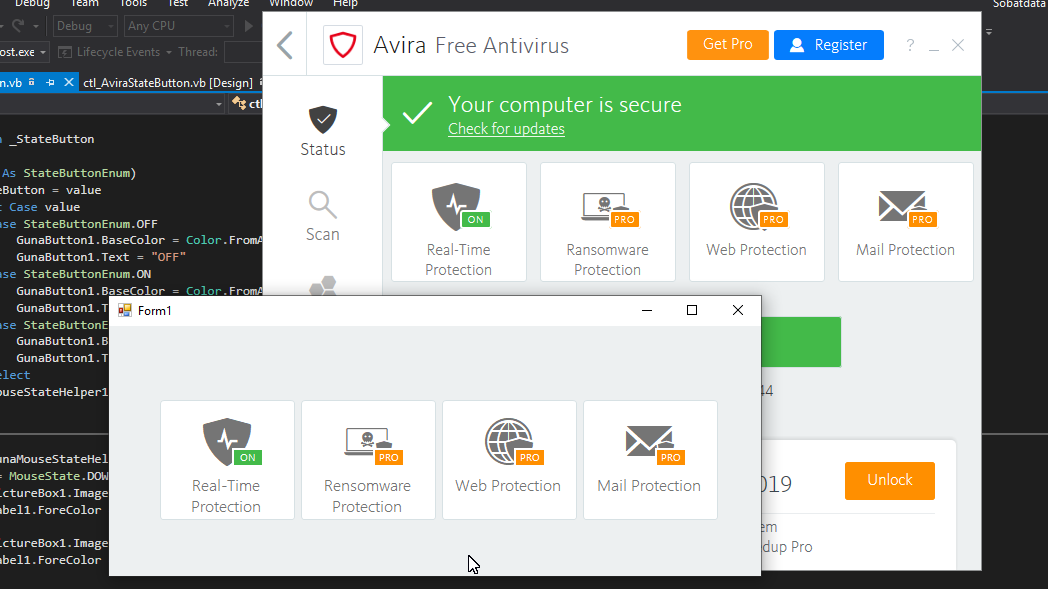 Debug Team Tools Test Analyze Window Help
Sobatdata
Debug Any CPU
ost.exe Lifecycle Events Thread:
n.vb ctl_AviraStateButton.vb [Design]
ctl
_StateButton
As StateButtonEnum)
eButton = value
t Case value
ase StateButtonEnum.OFF
GunaButton1.BaseColor = Color.FromA
GunaButton1.Text = "OFF"
ase StateButtonEnum.ON
GunaButton1.BaseColor = Color.FromA
GunaButton1.T
ase StateButtonE
GunaButton1.B
GunaButton1.T
elect
ouseStateHelper1
unaMouseStateHel
= MouseState.DOW
ictureBox1.Image
abel1.ForeColor
ictureBox1.Image
abel1.ForeColor
Avira Free Antivirus
Get Pro
Register
?
Your computer is secure
Check for updates
Status
Scan
ON
Real-Time
Protection
PRO
Ransomware
Protection
PRO
Web Protection
PRO
Mail Protection
44
019
Unlock
em
dup Pro
Form1
ON
Real-Time
Protection
PRO
Rensomware
Protection
PRO
Web Protection
PRO
Mail Protection